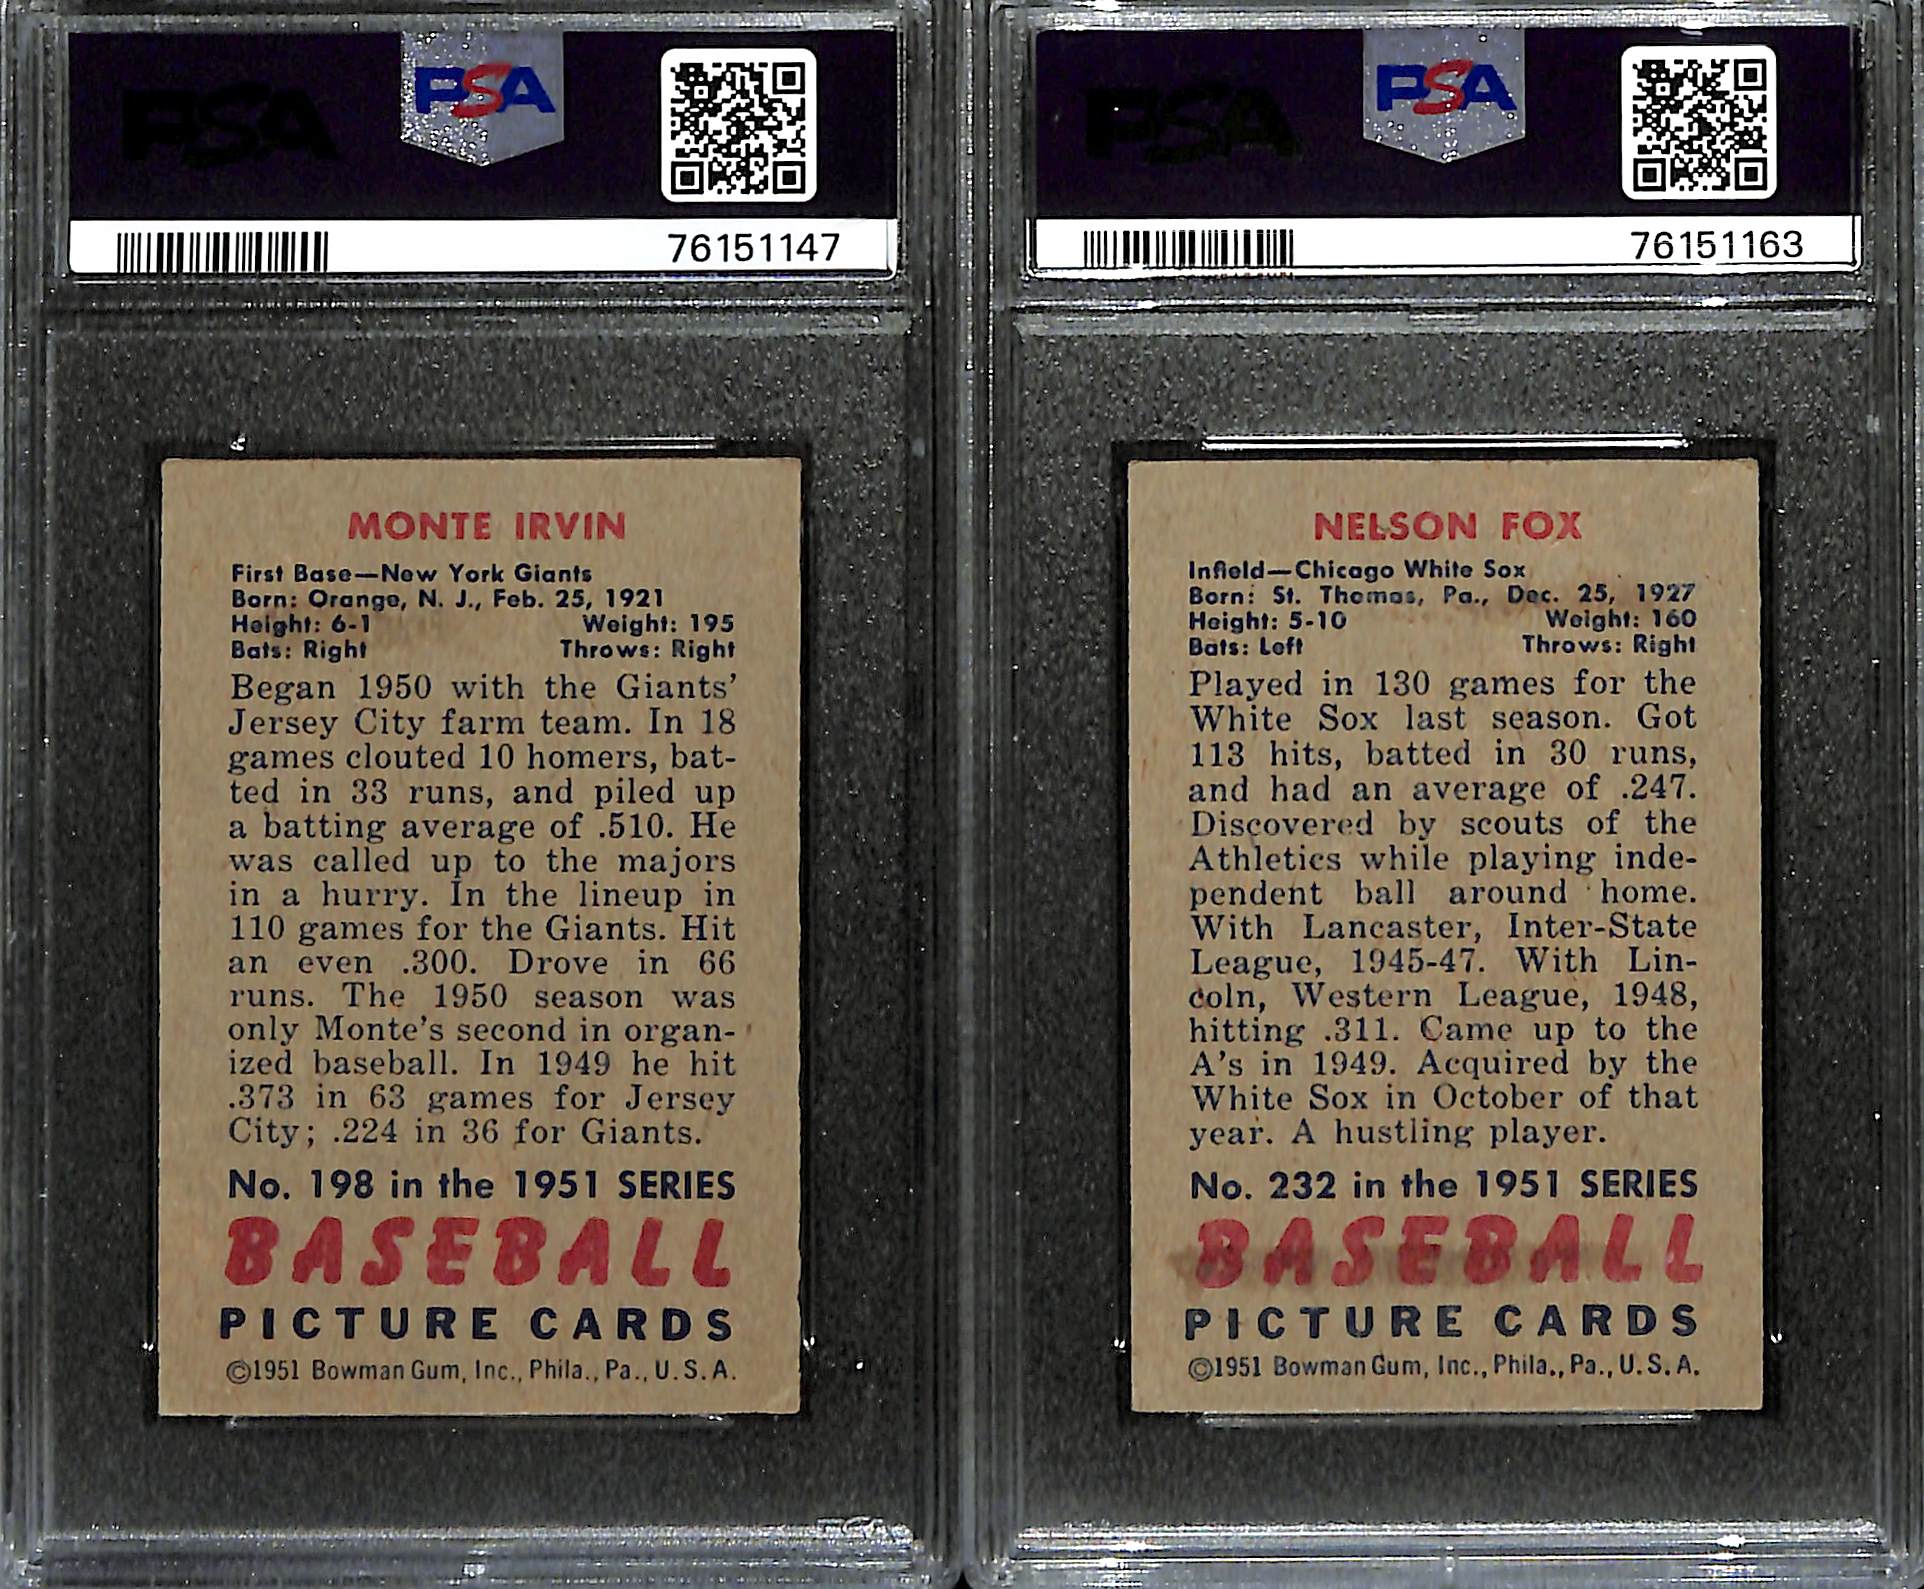 PSA
PSA
76151147
MONTE IRVIN
First Base—New York Giants
Born: Orange, N. J., Feb. 25, 1921
Height: 6-1 Weight: 195
Bats: Right Throws: Right
Began 1950 with the Giants'
Jersey City farm team. In 18
games clouted 10 homers, bat-
ted in 33 runs, and piled up
a batting average of .510. He
was called up to the majors
in a hurry. In the lineup in
110 games for the Giants. Hit
an even .300. Drove in 66
runs. The 1950 season was
only Monte's second in organ-
ized baseball. In 1949 he hit
.373 in 63 games for Jersey
City; .224 in 36 for Giants.
No. 198 in the 1951 SERIES
BASEBALL
PICTURE CARDS
©1951 Bowman Gum, Inc., Phila., Pa., U.S.A.
PSA
PSA
PSA
76151163
NELSON FOX
Infield—Chicago White Sox
Born: St. Thomas, Pa., Dec. 25, 1927
Height: 5-10 Weight: 160
Bats: Left Throws: Right
Played in 130 games for the
White Sox last season. Got
113 hits, batted in 30 runs,
and had an average of .247.
Discovered by scouts of the
Athletics while playing inde-
pendent ball around home.
With Lancaster, Inter-State
League, 1945-47. With Lin-
coln, Western League, 1948,
hitting .311. Came up to the
A's in 1949. Acquired by the
White Sox in October of that
year. A hustling player.
No. 232 in the 1951 SERIES
BASEBALL
PICTURE CARDS
©1951 Bowman Gum, Inc., Phila., Pa., U.S.A.